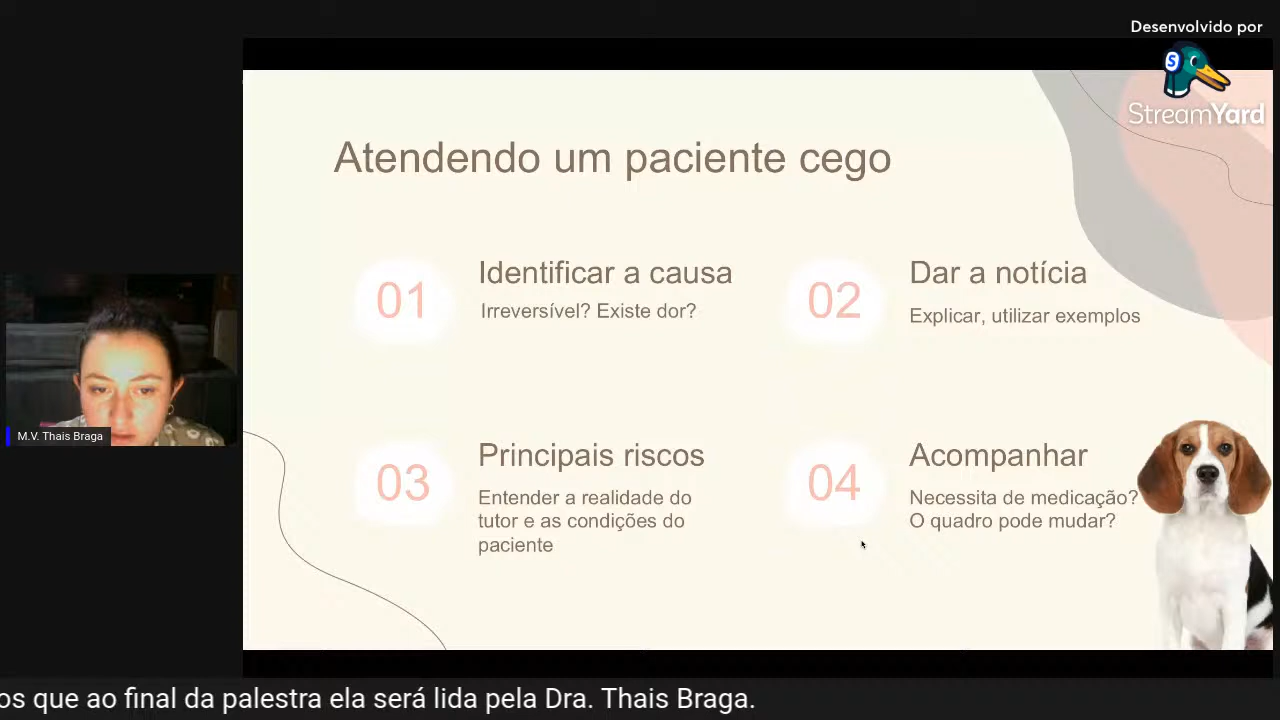 Desenvolvido por
S
StreamYard
Atendendo um paciente cego
01
Identificar a causa
Irreversível? Existe dor?
02
Dar a notícia
Explicar, utilizar exemplos
03
Principais riscos
Entender a realidade do
tutor e as condições do
paciente
04
Acompanhar
Necessita de medicação?
O quadro pode mudar?
M.V. Thais Braga
os que ao final da palestra ela será lida pela Dra. Thais Braga.